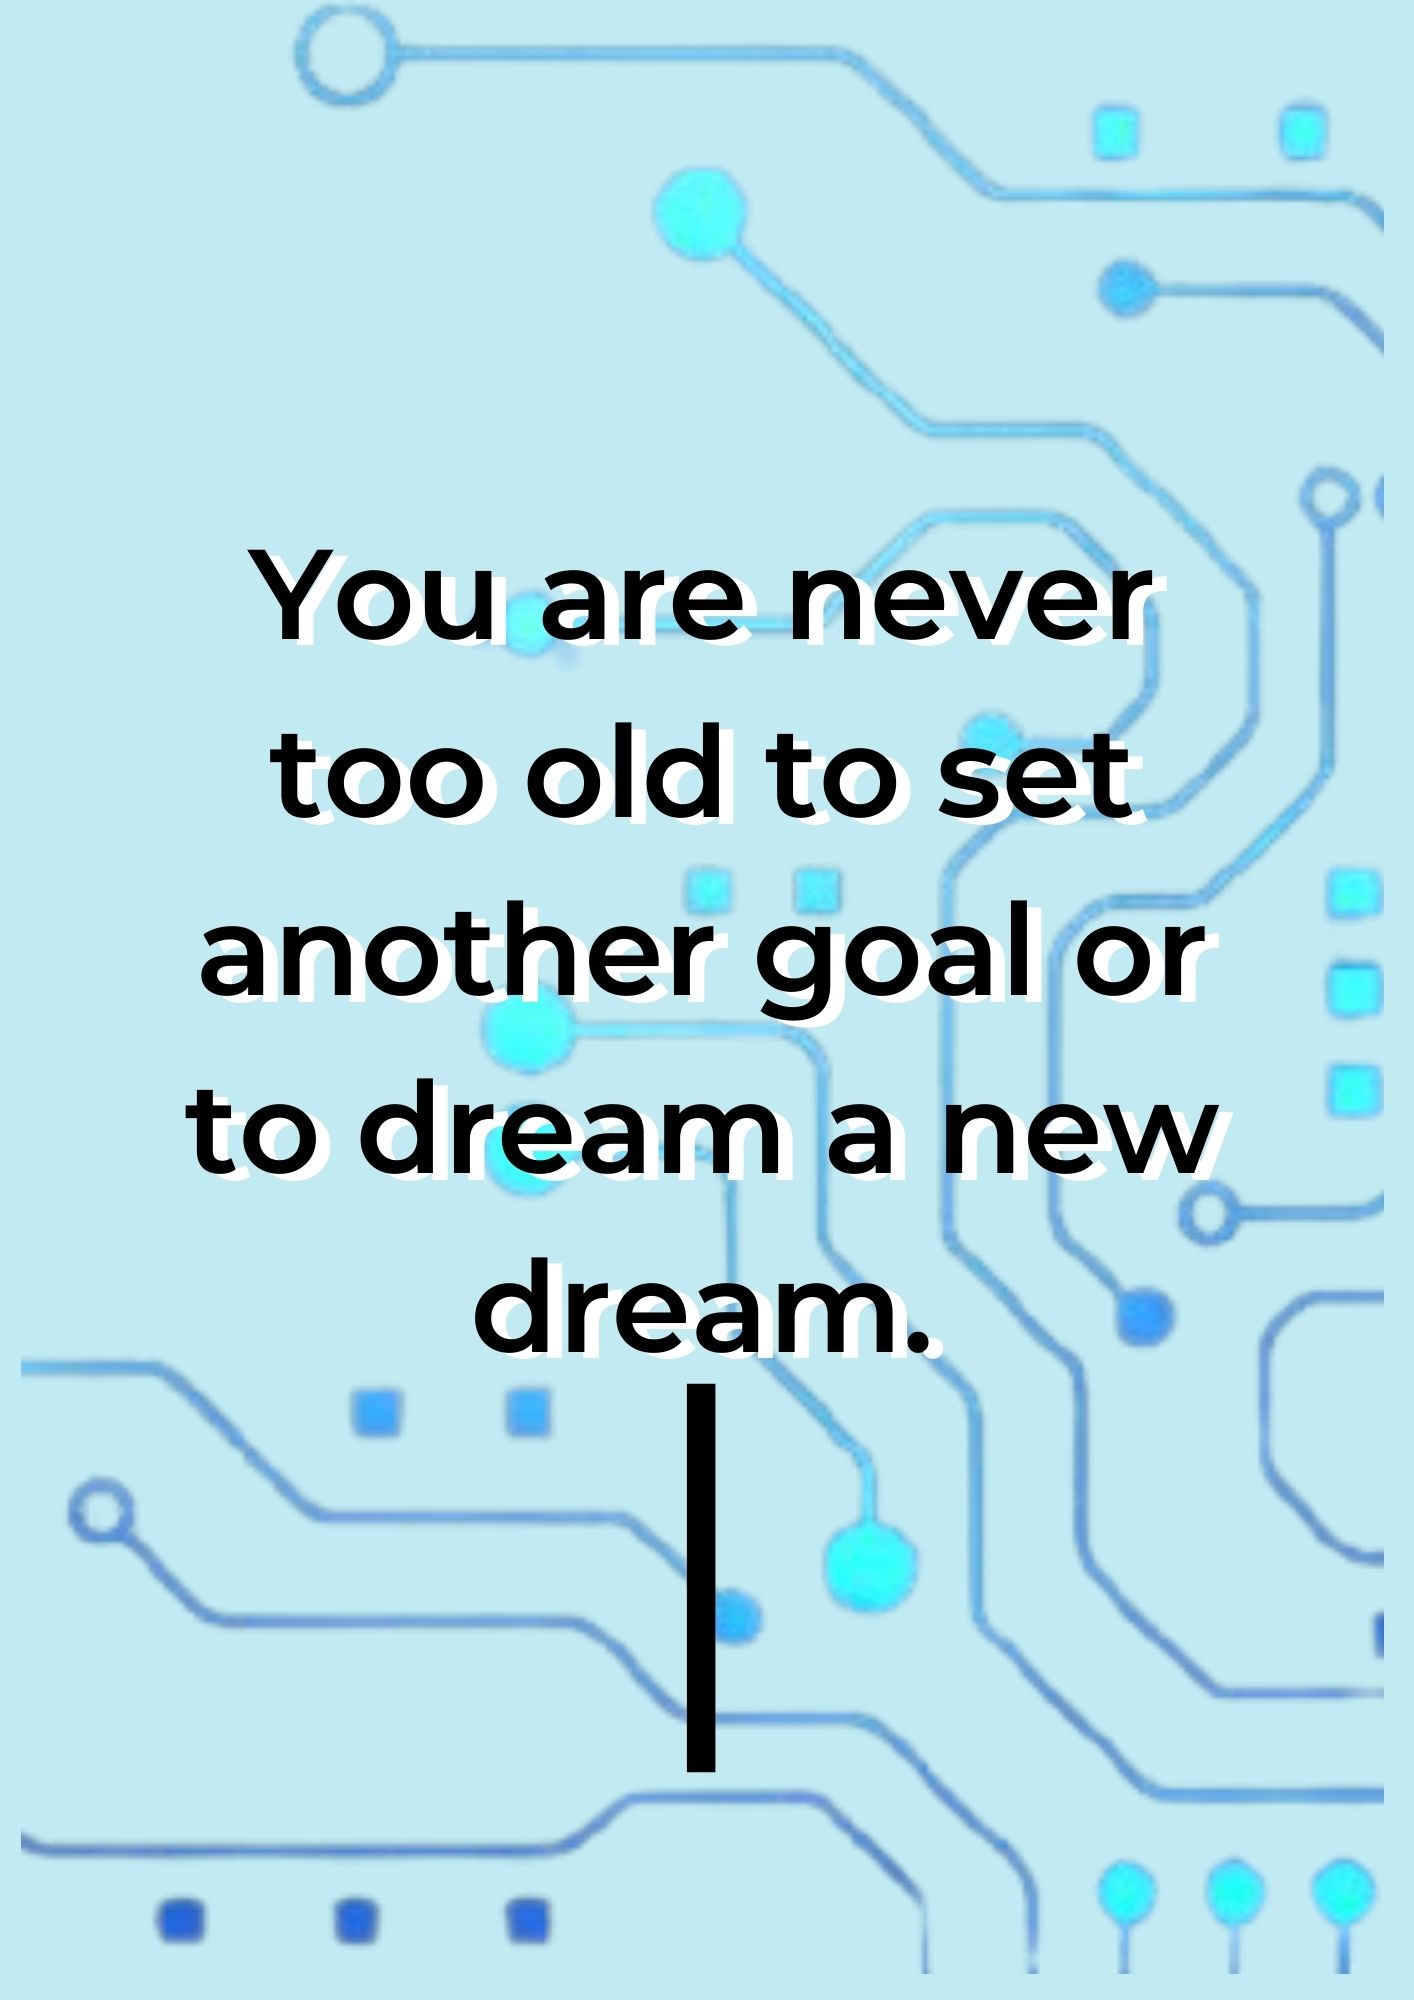 You are never
too old to set
another goal or
to dream a new
dream.